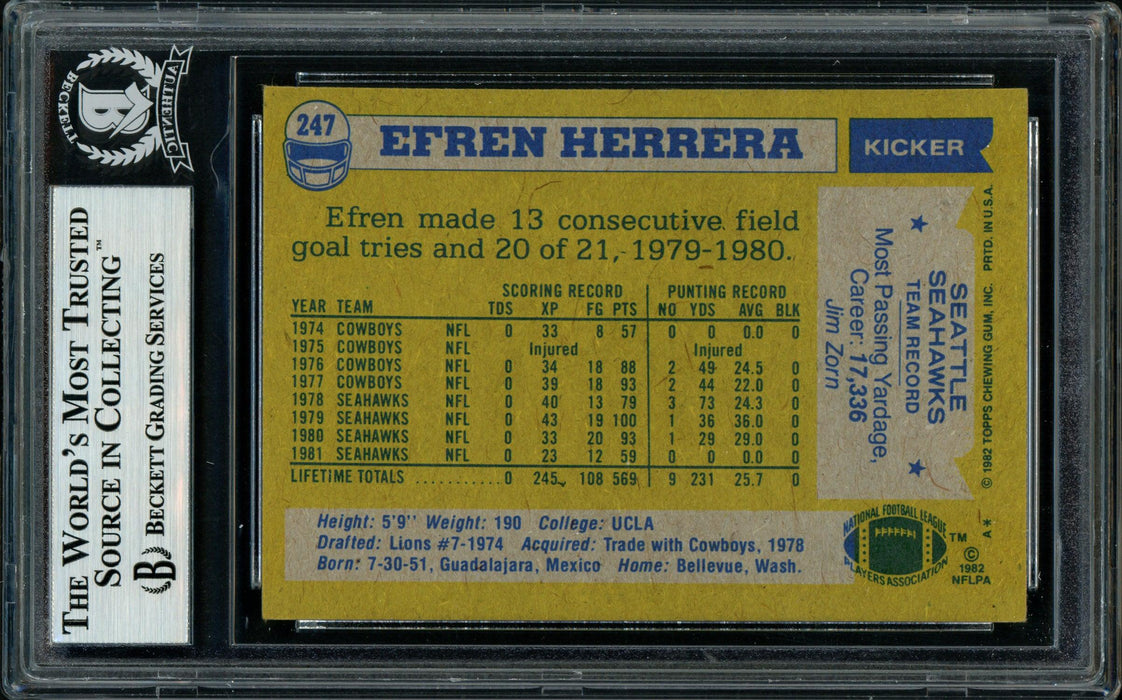 BECKETT AUTHENTIC
B
THE WORLD'S MOST TRUSTED
SOURCE IN COLLECTING™
BECKETT GRADING SERVICES
B
247
EFREN HERRERA
KICKER
Efren made 13 consecutive field
goal tries and 20 of 21, 1979-1980.
SCORING RECORD PUNTING RECORD
YEAR TEAM TDS XP FG PTS NO YDS AVG BLK
1974 COWBOYS NFL 0 33 8 57 0 0 0.0 0
1975 COWBOYS NFL Injured Injured
1976 COWBOYS NFL 0 34 18 88 2 49 24.5 0
1977 COWBOYS NFL 0 39 18 93 2 44 22.0 0
1978 SEAHAWKS NFL 0 40 13 79 3 73 24.3 0
1979 SEAHAWKS NFL 0 43 19 100 1 36 36.0 0
1980 SEAHAWKS NFL 0 33 20 93 1 29 29.0 0
1981 SEAHAWKS NFL 0 23 12 59 0 0 0.0 0
LIFETIME TOTALS ........... 0 245 108 569 9 231 25.7 0
Height: 5'9'' Weight: 190 College: UCLA
Drafted: Lions #7-1974 Acquired: Trade with Cowboys, 1978
Born: 7-30-51, Guadalajara, Mexico Home: Bellevue, Wash.
SEATTLE
SEAHAWKS
TEAM RECORD
Most Passing Yardage,
Career: 17,336
Jim Zorn
© 1982 TOPPS CHEWING GUM, INC. PRTD. IN U.S.A.
A *
NATIONAL FOOTBALL LEAGUE
PLAYERS ASSOCIATION
TM
©
1982
NFLPA